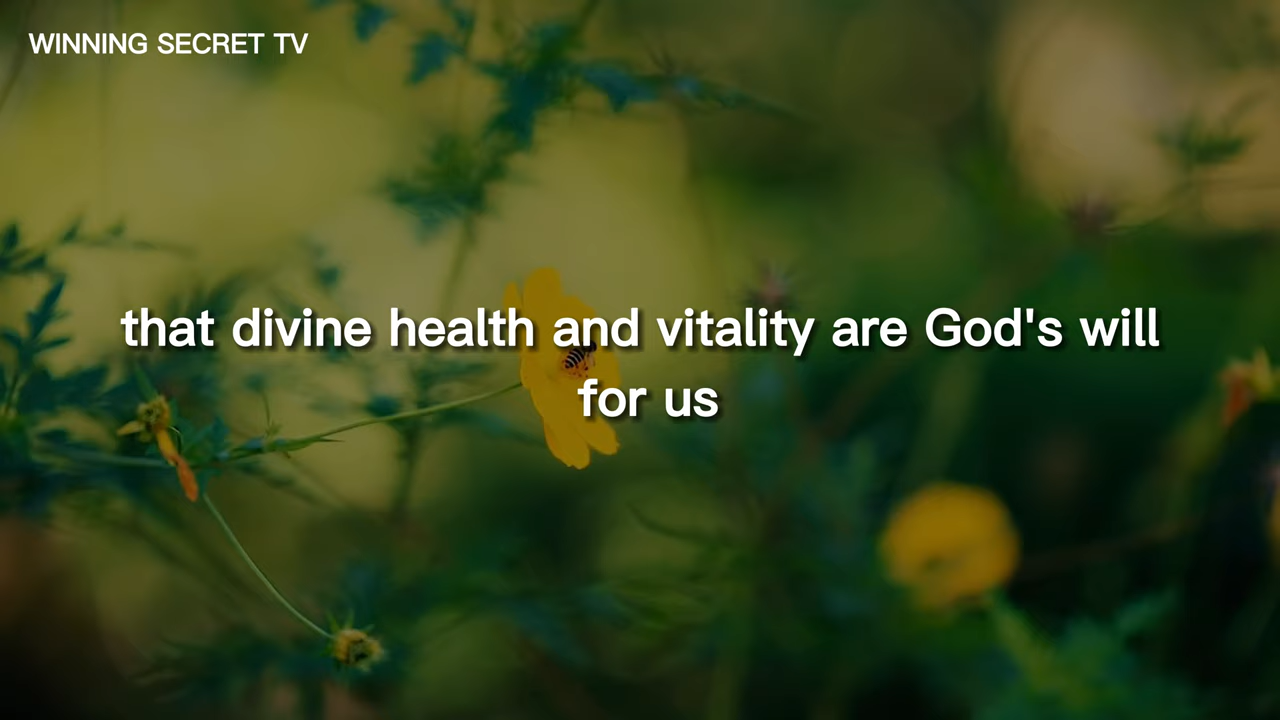 WINNING SECRET TV
that divine health and vitality are God's will
for us